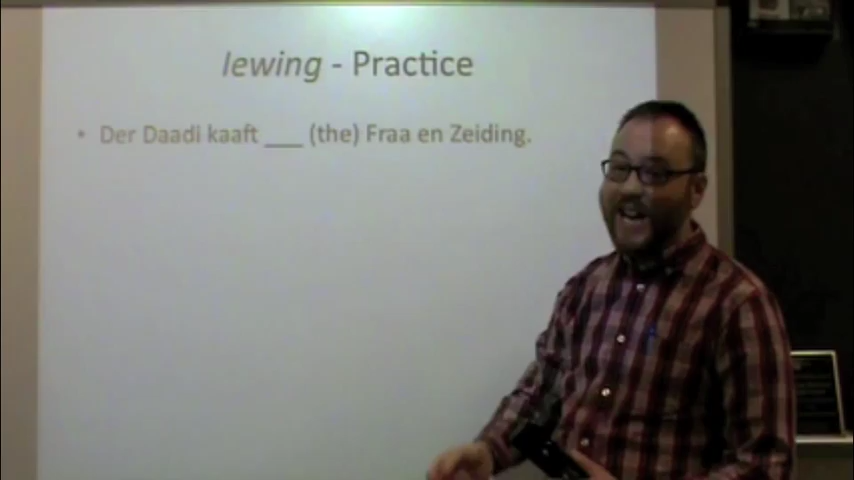 Iewing - Practice
• Der Daadi kaaft ___ (the) Fraa en Zeiding.